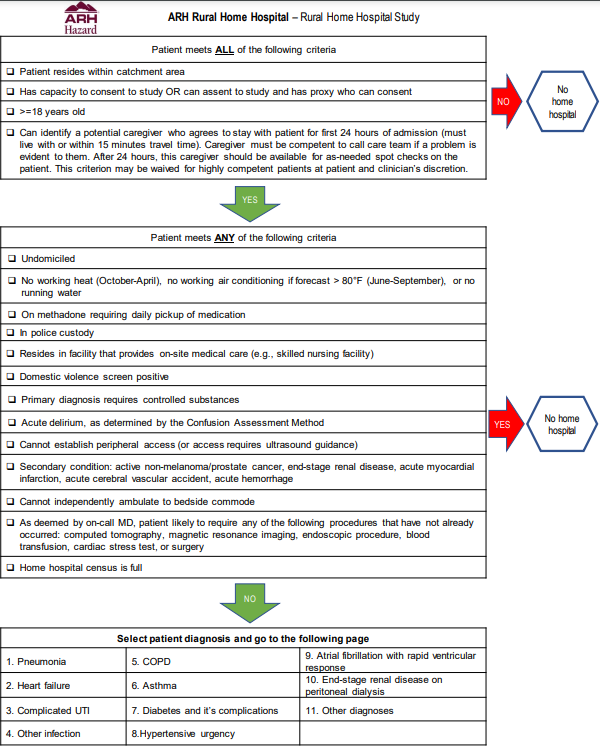 ARH
Hazard
ARH Rural Home Hospital – Rural Home Hospital Study
Patient meets ALL of the following criteria
Patient resides within catchment area
Has capacity to consent to study OR can assent to study and has proxy who can consent
>=18 years old
Can identify a potential caregiver who agrees to stay with patient for first 24 hours of admission (must
live with or within 15 minutes travel time). Caregiver must be competent to call care team if a problem is
evident to them. After 24 hours, this caregiver should be available for as-needed spot checks on the
patient. This criterion may be waived for highly competent patients at patient and clinician's discretion.
NO
No
home
hospital
YES
Patient meets ANY of the following criteria
Undomiciled
No working heat (October-April), no working air conditioning if forecast > 80°F (June-September), or no
running water
On methadone requiring daily pickup of medication
In police custody
Resides in facility that provides on-site medical care (e.g., skilled nursing facility)
Domestic violence screen positive
Primary diagnosis requires controlled substances
Acute delirium, as determined by the Confusion Assessment Method
Cannot establish peripheral access (or access requires ultrasound guidance)
Secondary condition: active non-melanoma/prostate cancer, end-stage renal disease, acute myocardial
infarction, acute cerebral vascular accident, acute hemorrhage
Cannot independently ambulate to bedside commode
As deemed by on-call MD, patient likely to require any of the following procedures that have not already
occurred: computed tomography, magnetic resonance imaging, endoscopic procedure, blood
transfusion, cardiac stress test, or surgery
Home hospital census is full
YES
No home
hospital
NO
Select patient diagnosis and go to the following page
1. Pneumonia
2. Heart failure
3. Complicated UTI
4. Other infection
5. COPD
6. Asthma
7. Diabetes and it's complications
8.Hypertensive urgency
9. Atrial fibrillation with rapid ventricular
response
10. End-stage renal disease on
peritoneal dialysis
11. Other diagnoses